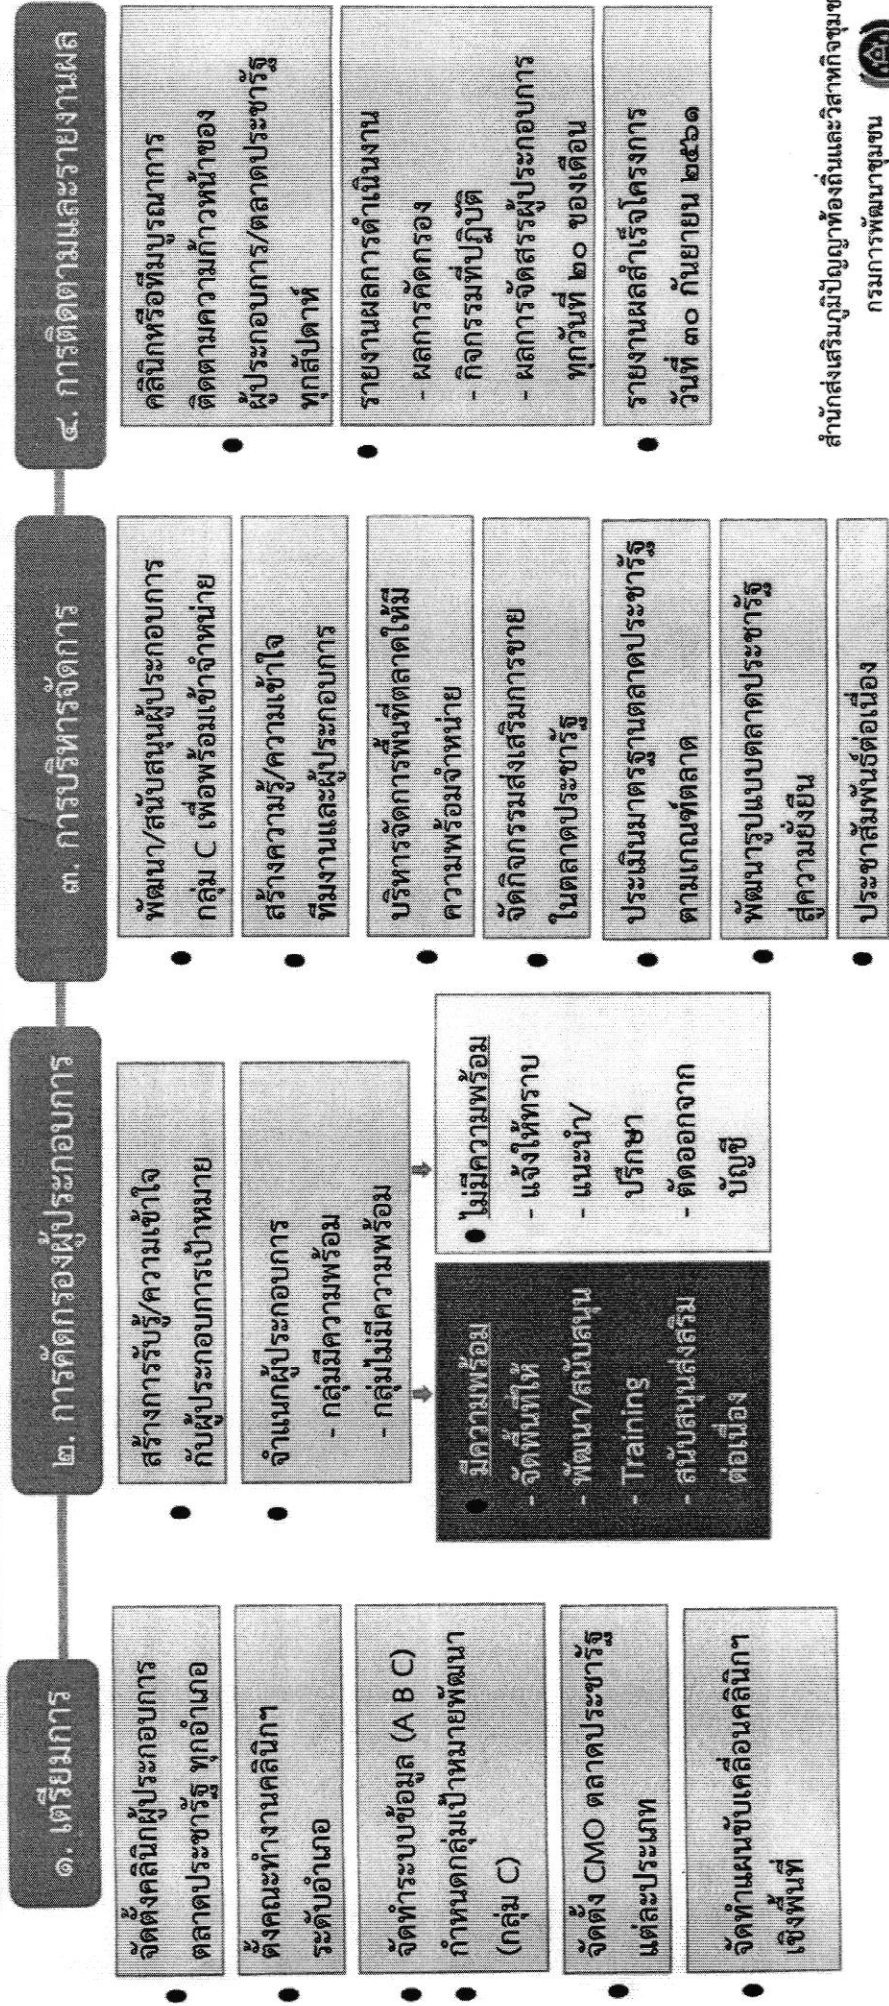 ๑. เตรียมการ
จัดตั้งคลินิกผู้ประกอบการ
ตลาดประชารัฐ ทุกอำเภอ
ตั้งคณะทำงานคลินิกฯ
ระดับอำเภอ
จัดทำระบบข้อมูล (A B C)
กำหนดกลุ่มเป้าหมายพัฒนา
(กลุ่ม C)
จัดตั้ง CMO ตลาดประชารัฐ
แต่ละประเภท
จัดทำแผนขับเคลื่อนคลินิกฯ
เชิงพื้นที่
๒. การคัดกรองผู้ประกอบการ
สร้างการรับรู้/ความเข้าใจ
กับผู้ประกอบการเป้าหมาย
จำแนกผู้ประกอบการ
- กลุ่มมีความพร้อม
- กลุ่มไม่มีความพร้อม
มีความพร้อม
- จัดพื้นที่ให้
- พัฒนา/สนับสนุน
- Training
- สนับสนุนส่งสริม
ต่อเนื่อง
ไม่มีความพร้อม
- แจ้งให้ทราบ
- แนะนำ/
ปรึกษา
- ตัดออกจาก
บัญชี
๓. การบริหารจัดการ
พัฒนา/สนับสนุนผู้ประกอบการ
กลุ่ม C เพื่อพร้อมเข้าจำหน่าย
สร้างความรู้/ความเข้าใจ
ทีมงานและผู้ประกอบการ
บริหารจัดการพื้นที่ตลาดให้มี
ความพร้อมจำหน่าย
จัดกิจกรรมส่งเสริมการขาย
ในตลาดประชารัฐ
ประเมินมาตรฐานตลาดประชารัฐ
ตามเกณฑ์ตลาด
พัฒนารูปแบบตลาดประชารัฐ
สู่ความยั่งยืน
ประชาสัมพันธ์ต่อเนื่อง
๔. การติดตามและรายงานผล
คลินิกหรือทีมบูรณาการ
ติดตามความก้าวหน้าของ
ผู้ประกอบการ/ตลาดประชารัฐ
ทุกสัปดาห์
รายงานผลการดำเนินงาน
- ผลการคัดกรอง
- กิจกรรมที่ปฏิบัติ
- ผลการจัดสรรผู้ประกอบการ
ทุกวันที่ ๒๐ ของเดือน
รายงานผลสำเร็จโครงการ
วันที่ ๓๐ กันยายน ๒๕๖๑
สำนักส่งเสริมภูมิปัญญาท้องถิ่นและวิสาหกิจชุมช
กรมการพัฒนาชุมชน